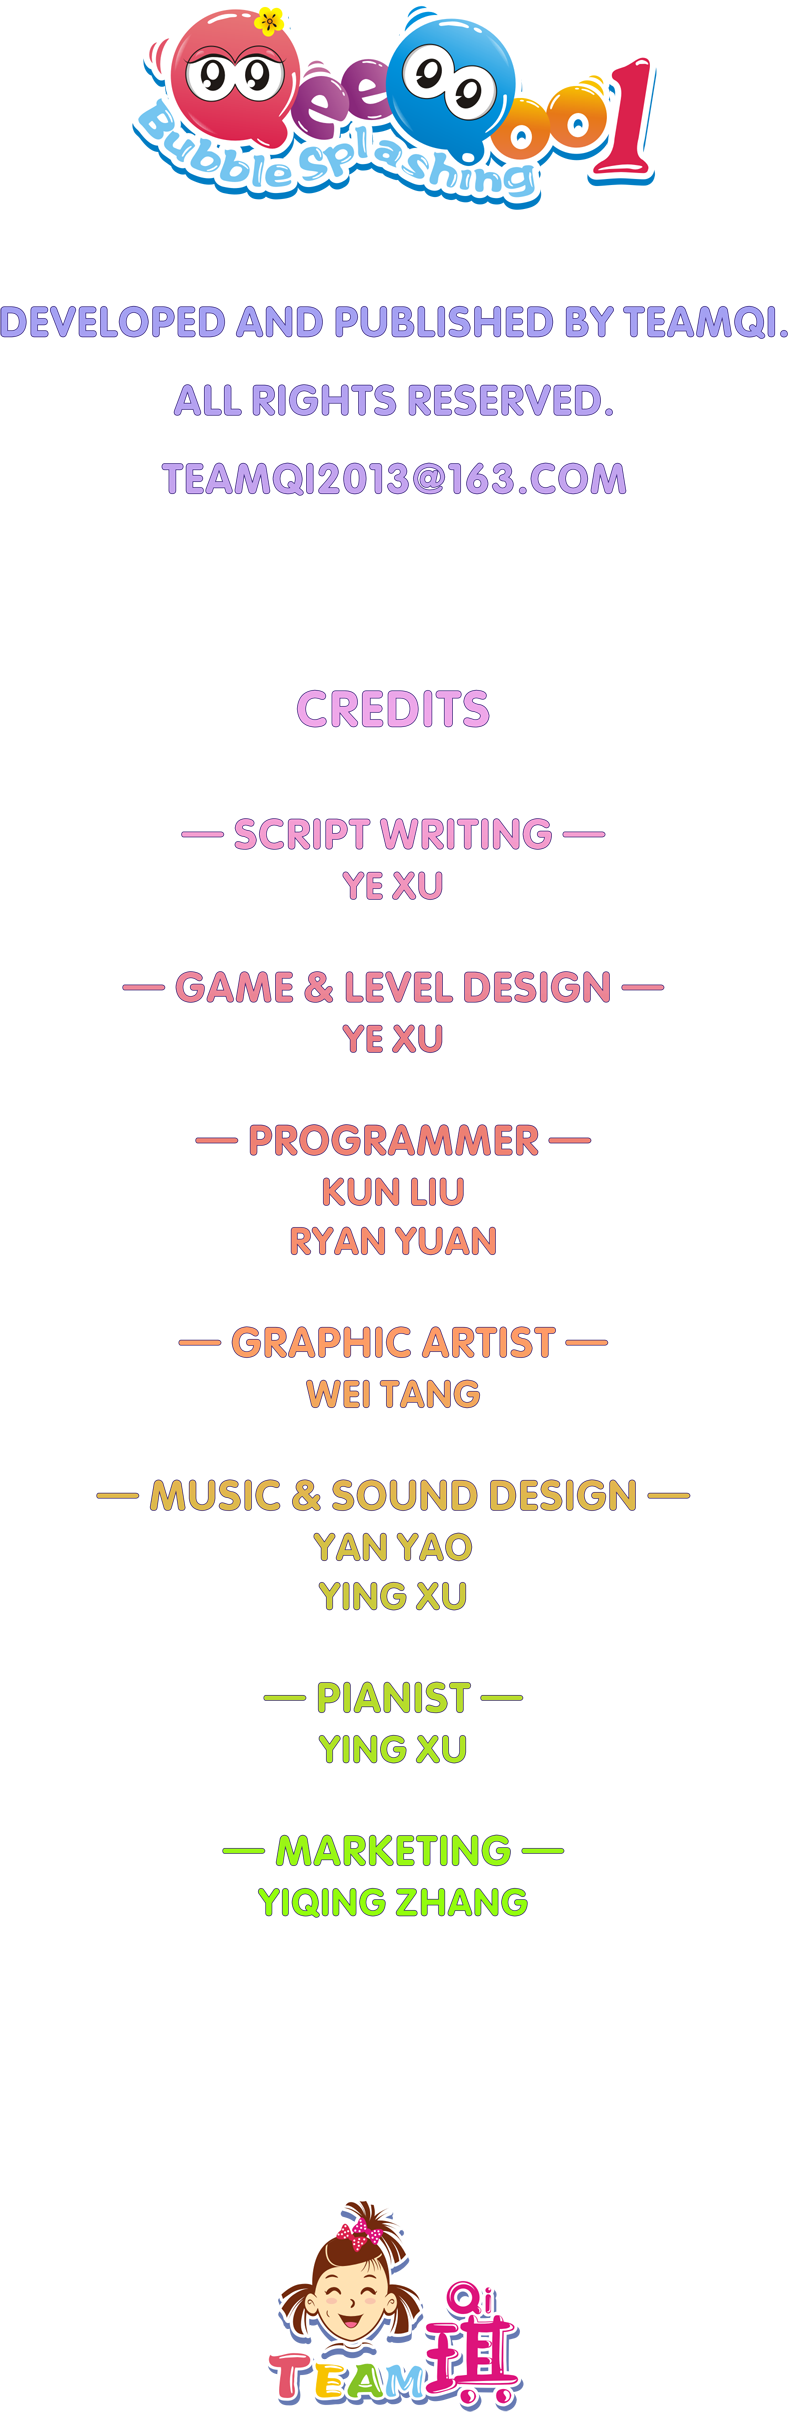 QeeQoo1
Bubble Splashing
DEVELOPED AND PUBLISHED BY TEAMQI.
ALL RIGHTS RESERVED.
TEAMQI2013@163.COM
CREDITS
— SCRIPT WRITING —
YE XU
— GAME & LEVEL DESIGN —
YE XU
— PROGRAMMER —
KUN LIU
RYAN YUAN
— GRAPHIC ARTIST —
WEI TANG
— MUSIC & SOUND DESIGN —
YAN YAO
YING XU
— PIANIST —
YING XU
— MARKETING —
YIQING ZHANG
Qi
TEAM琪